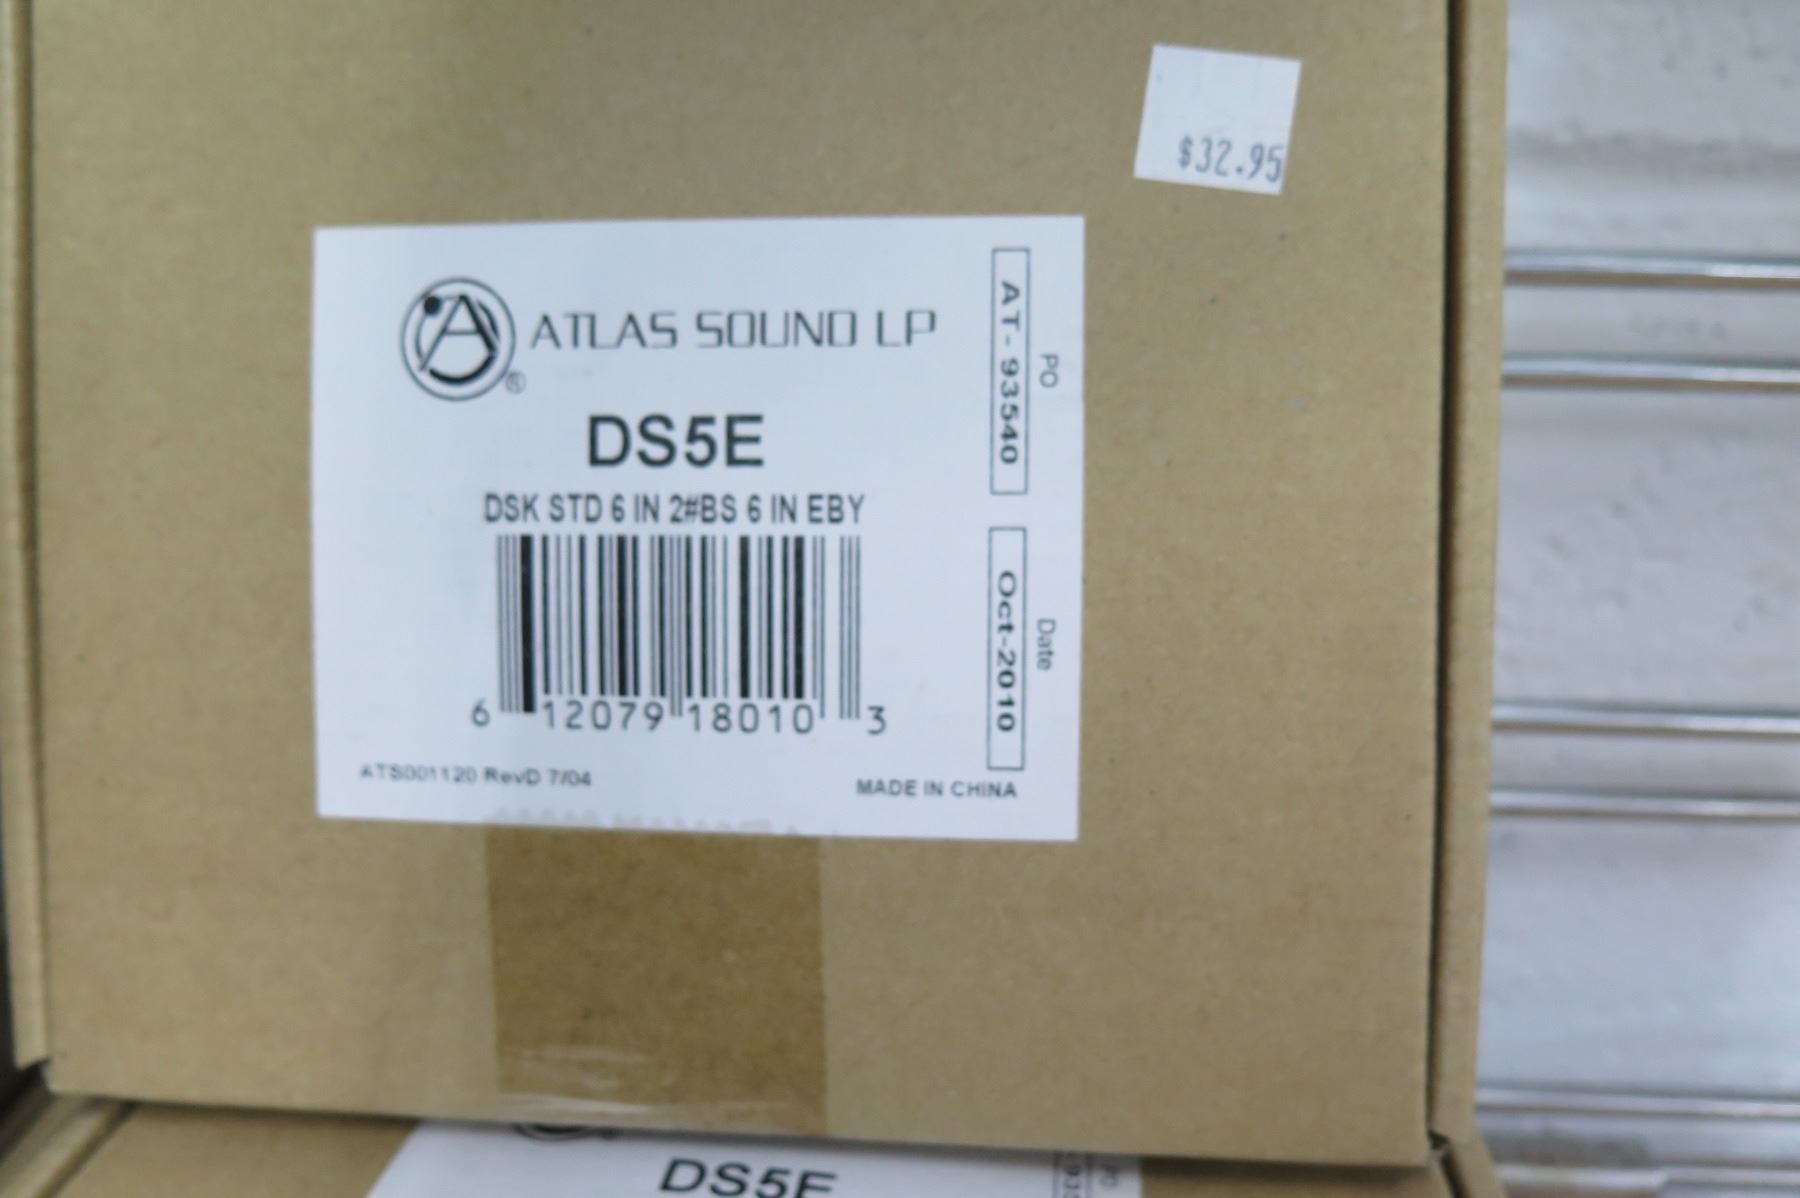 $32.95
ATLAS SOUND LP
®
DS5E
DSK STD 6 IN 2#BS 6 IN EBY
6 12079 18010 3
ATS001120 RevD 7/04
MADE IN CHINA
PO
AT-93540
Date
Oct-2010
DS5E
PO